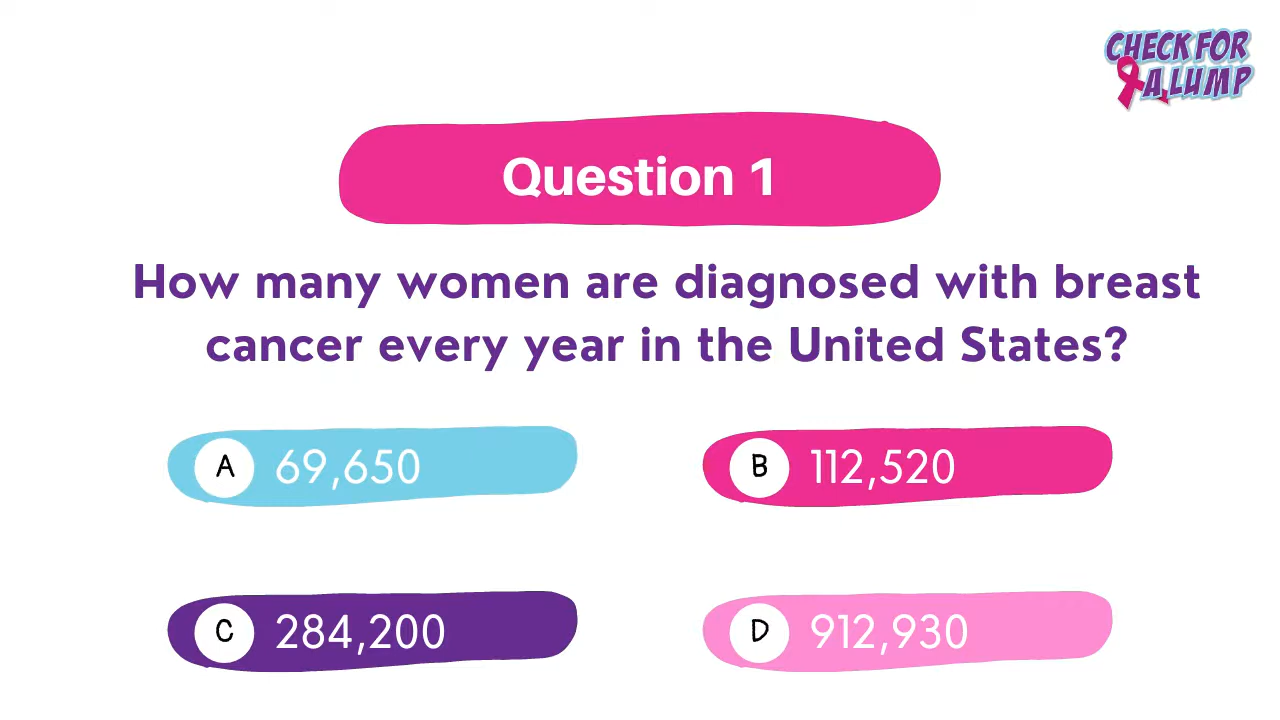 CHECK FOR
A LUMP
Question 1
How many women are diagnosed with breast
cancer every year in the United States?
A 69,650
B 112,520
C 284,200
D 912,930